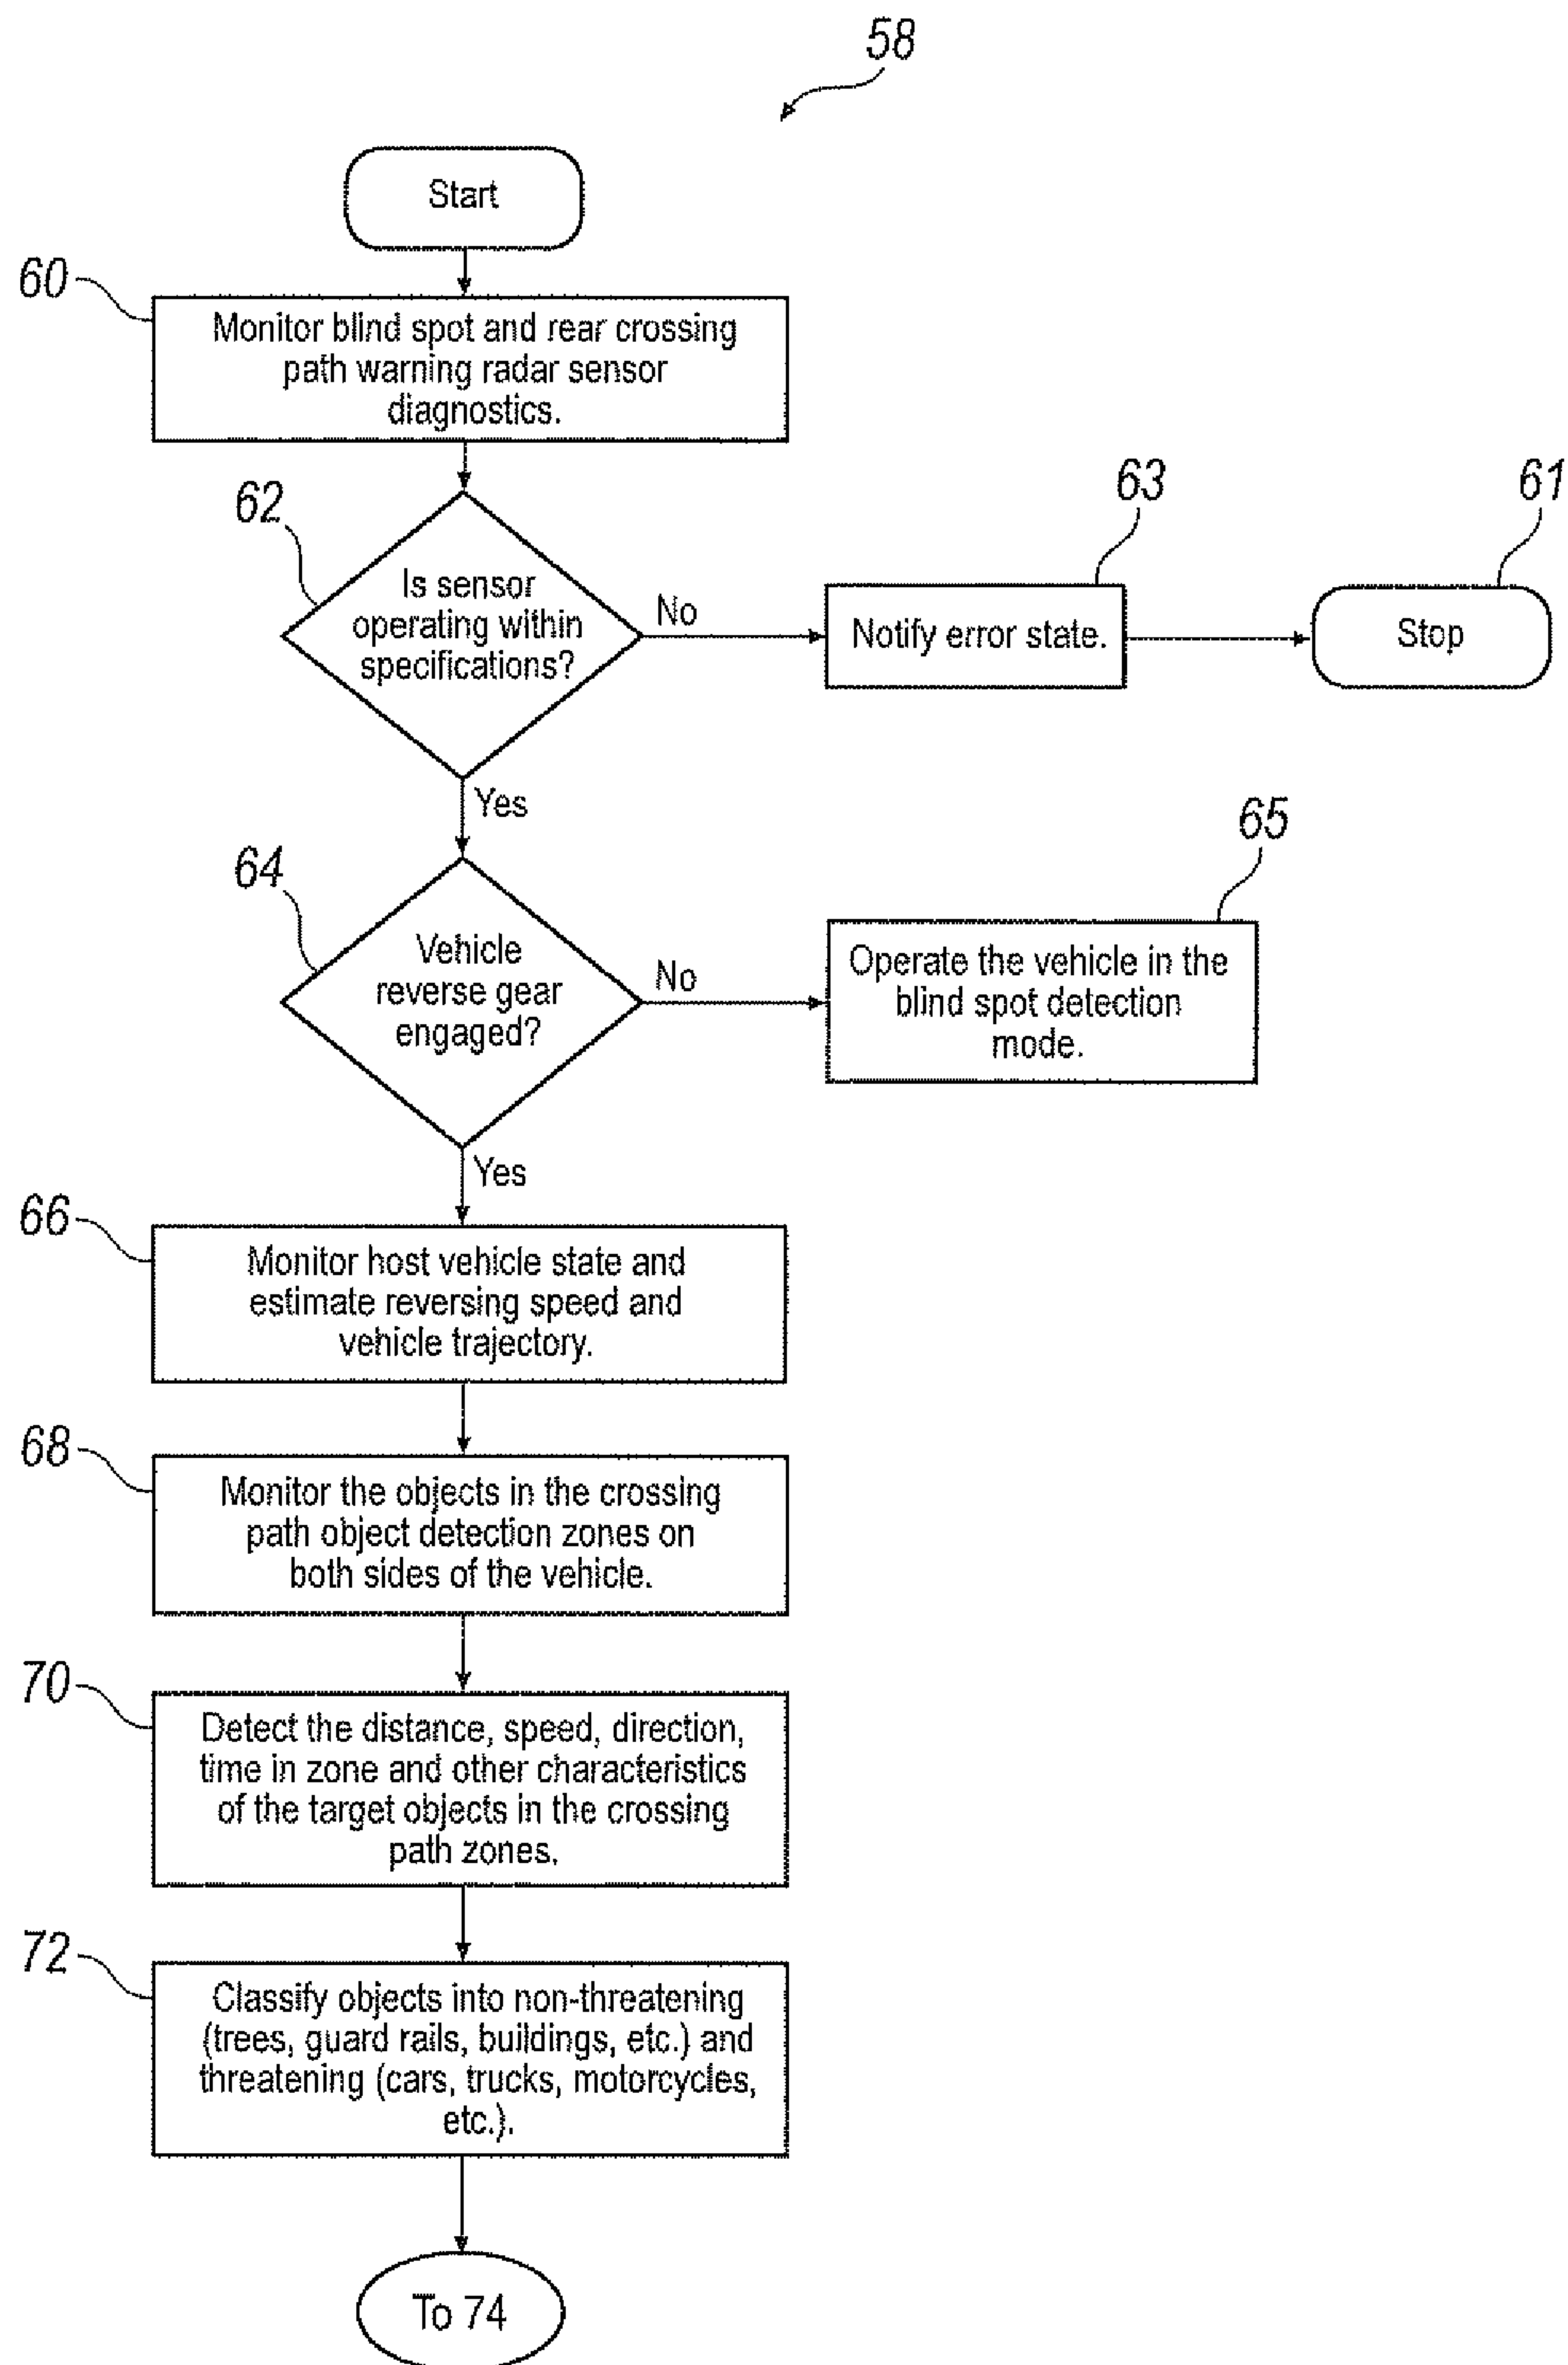 58
Start
60
Monitor blind spot and rear crossing
path warning radar sensor
diagnostics.
62
Is sensor
operating within
specifications?
No
63
Notify error state.
61
Stop
Yes
64
Vehicle
reverse gear
engaged?
No
65
Operate the vehicle in the
blind spot detection
mode.
Yes
66
Monitor host vehicle state and
estimate reversing speed and
vehicle trajectory.
68
Monitor the objects in the crossing
path object detection zones on
both sides of the vehicle.
70
Detect the distance, speed, direction,
time in zone and other characteristics
of the target objects in the crossing
path zones.
72
Classify objects into non-threatening
(trees, guard rails, buildings, etc.) and
threatening (cars, trucks, motorcycles,
etc.).
To 74